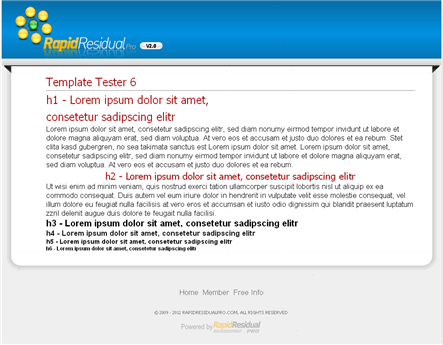 RapidResidual Pro V2.0
Template Tester 6
h1 - Lorem ipsum dolor sit amet,
consetetur sadipscing elitr
Lorem ipsum dolor sit amet, consetetur sadipscing elitr, sed diam nonumy eirmod tempor invidunt ut labore et
dolore magna aliquyam erat, sed diam voluptua. At vero eos et accusam et justo duo dolores et ea rebum. Stet
clita kasd gubergren, no sea takimata sanctus est Lorem ipsum dolor sit amet. Lorem ipsum dolor sit amet,
consetetur sadipscing elitr, sed diam nonumy eirmod tempor invidunt ut labore et dolore magna aliquyam erat,
sed diam voluptua. At vero eos et accusam et justo duo dolores et ea rebum.
h2 - Lorem ipsum dolor sit amet, consetetur sadipscing elitr
Ut wisi enim ad minim veniam, quis nostrud exerci tation ullamcorper suscipit lobortis nisl ut aliquip ex ea
commodo consequat. Duis autem vel eum iriure dolor in hendrerit in vulputate velit esse molestie consequat, vel
illum dolore eu feugiat nulla facilisis at vero eros et accumsan et iusto odio dignissim qui blandit praesent luptatum
zzril delenit augue duis dolore te feugait nulla facilisi.
h3 - Lorem ipsum dolor sit amet, consetetur sadipscing elitr
h4 - Lorem ipsum dolor sit amet, consetetur sadipscing elitr
h5 - Lorem ipsum dolor sit amet, consetetur sadipscing elitr
h6 - Lorem ipsum dolor sit amet, consetetur sadipscing elitr
Home Member Free Info
© 2009 - 2012 RAPIDRESIDUALPRO.COM, ALL RIGHTS RESERVED
Powered by RapidResidual PRO